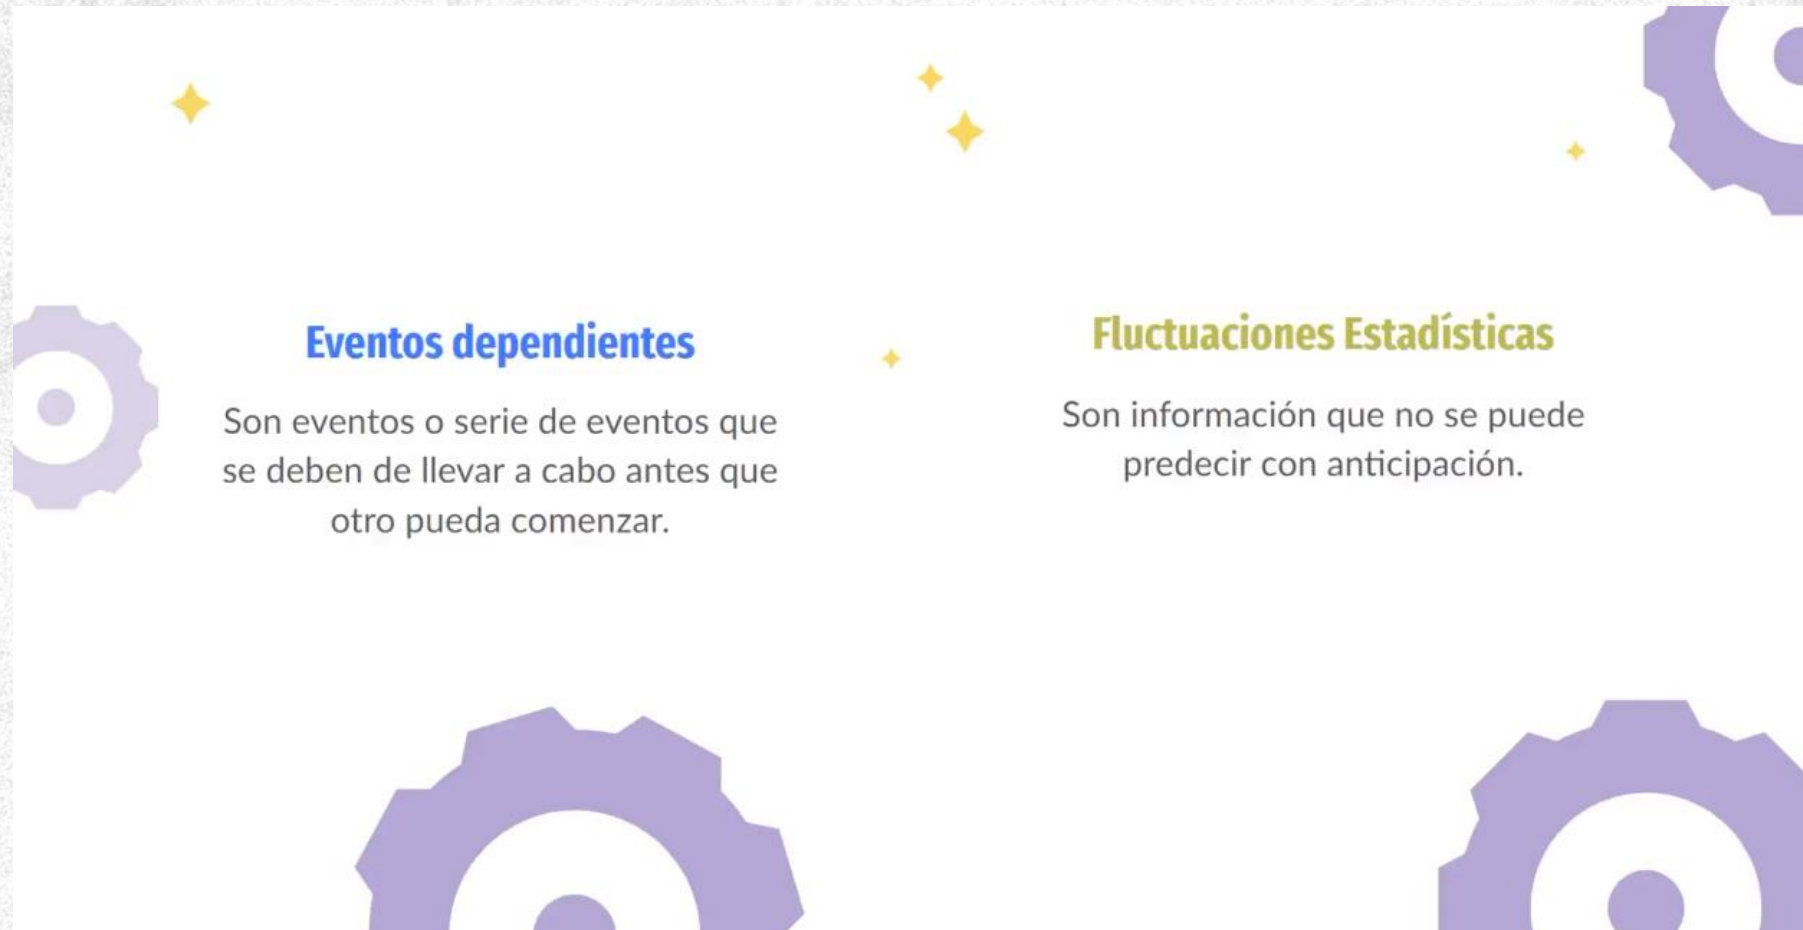 Eventos dependientes
Son eventos o serie de eventos que
se deben de llevar a cabo antes que
otro pueda comenzar.
Fluctuaciones Estadísticas
Son información que no se puede
predecir con anticipación.